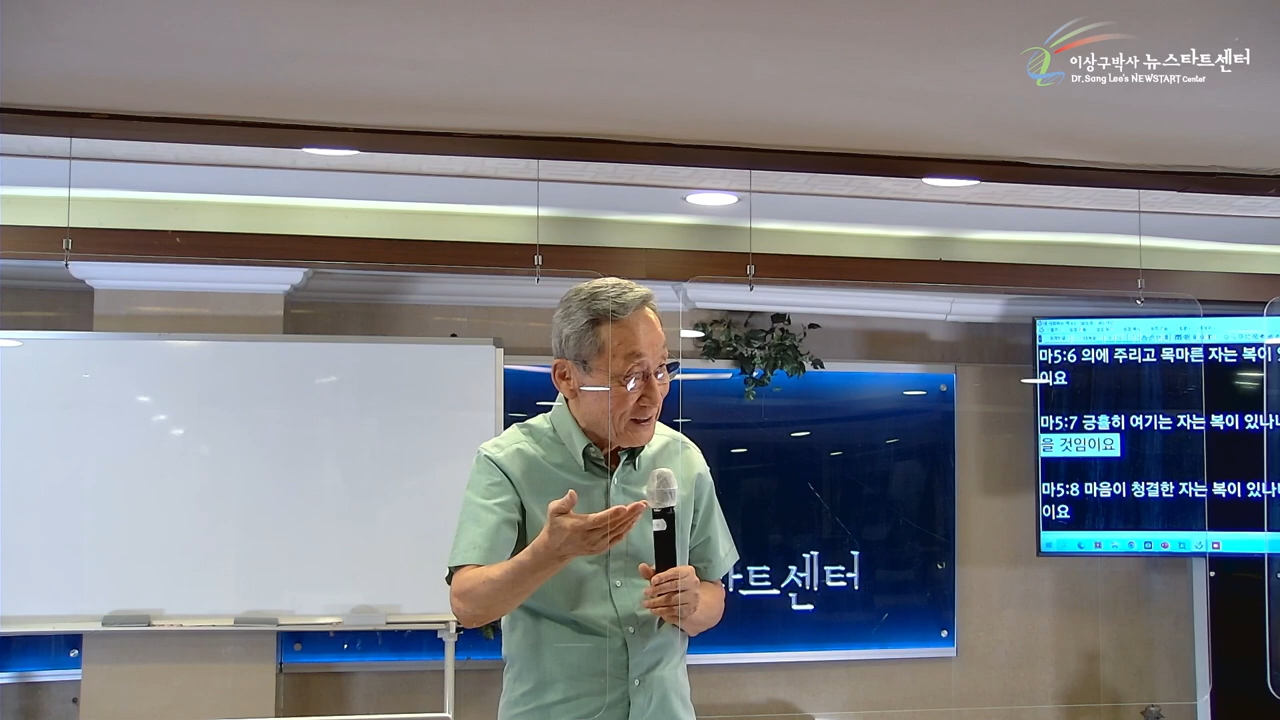 이상구박사 뉴스타트센터
Dr. Sang Lee's NEWSTART Center
마5:6 의에 주리고 목마른 자는 복이
이요
마5:7 긍휼히 여기는 자는 복이 있나니
을 것임이요
마5:8 마음이 청결한 자는 복이 있나니
이요
타트센터